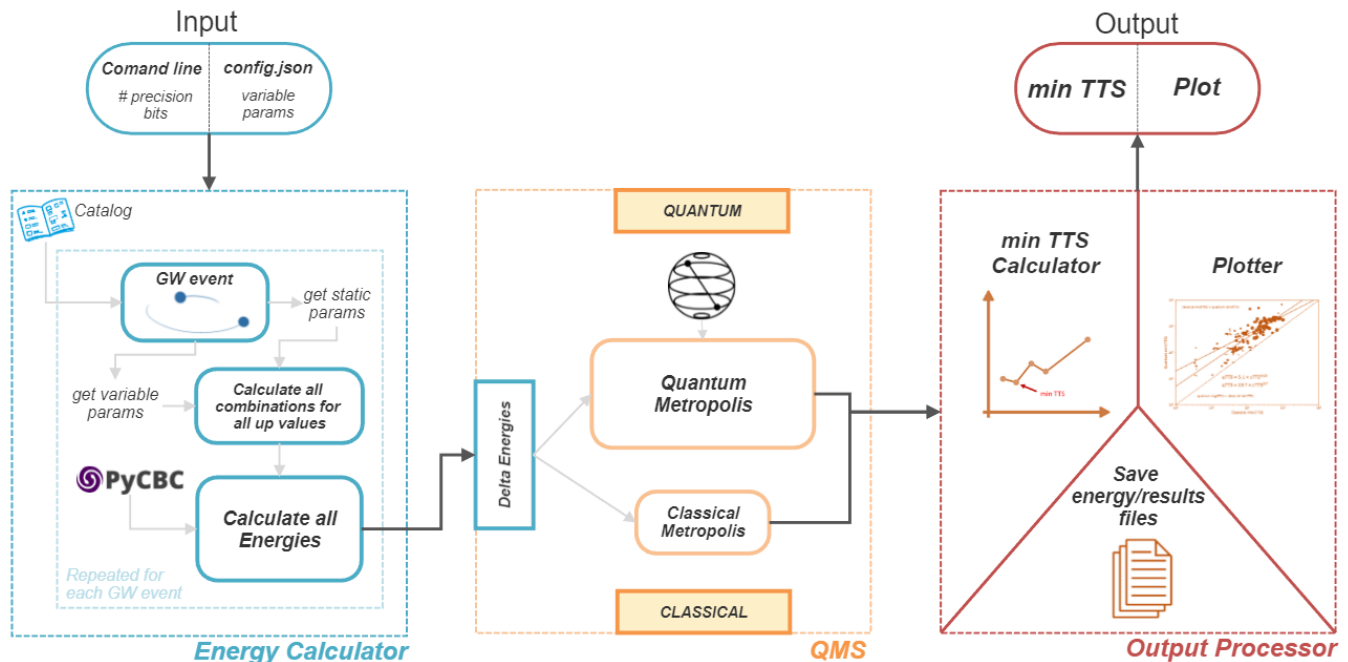 Input
Comand line
# precision
bits
config.json
variable
params
Catalog
GW event
get static
params
get variable
params
Calculate all
combinations for
all up values
PyCBC
Calculate all
Energies
Repeated for
each GW event
Energy Calculator
QUANTUM
Delta Energies
Quantum
Metropolis
Classical
Metropolis
CLASSICAL
QMS
Output
min TTS
Plot
min TTS
Calculator
min TTS
Plotter
Save
energy/results
files
Output Processor